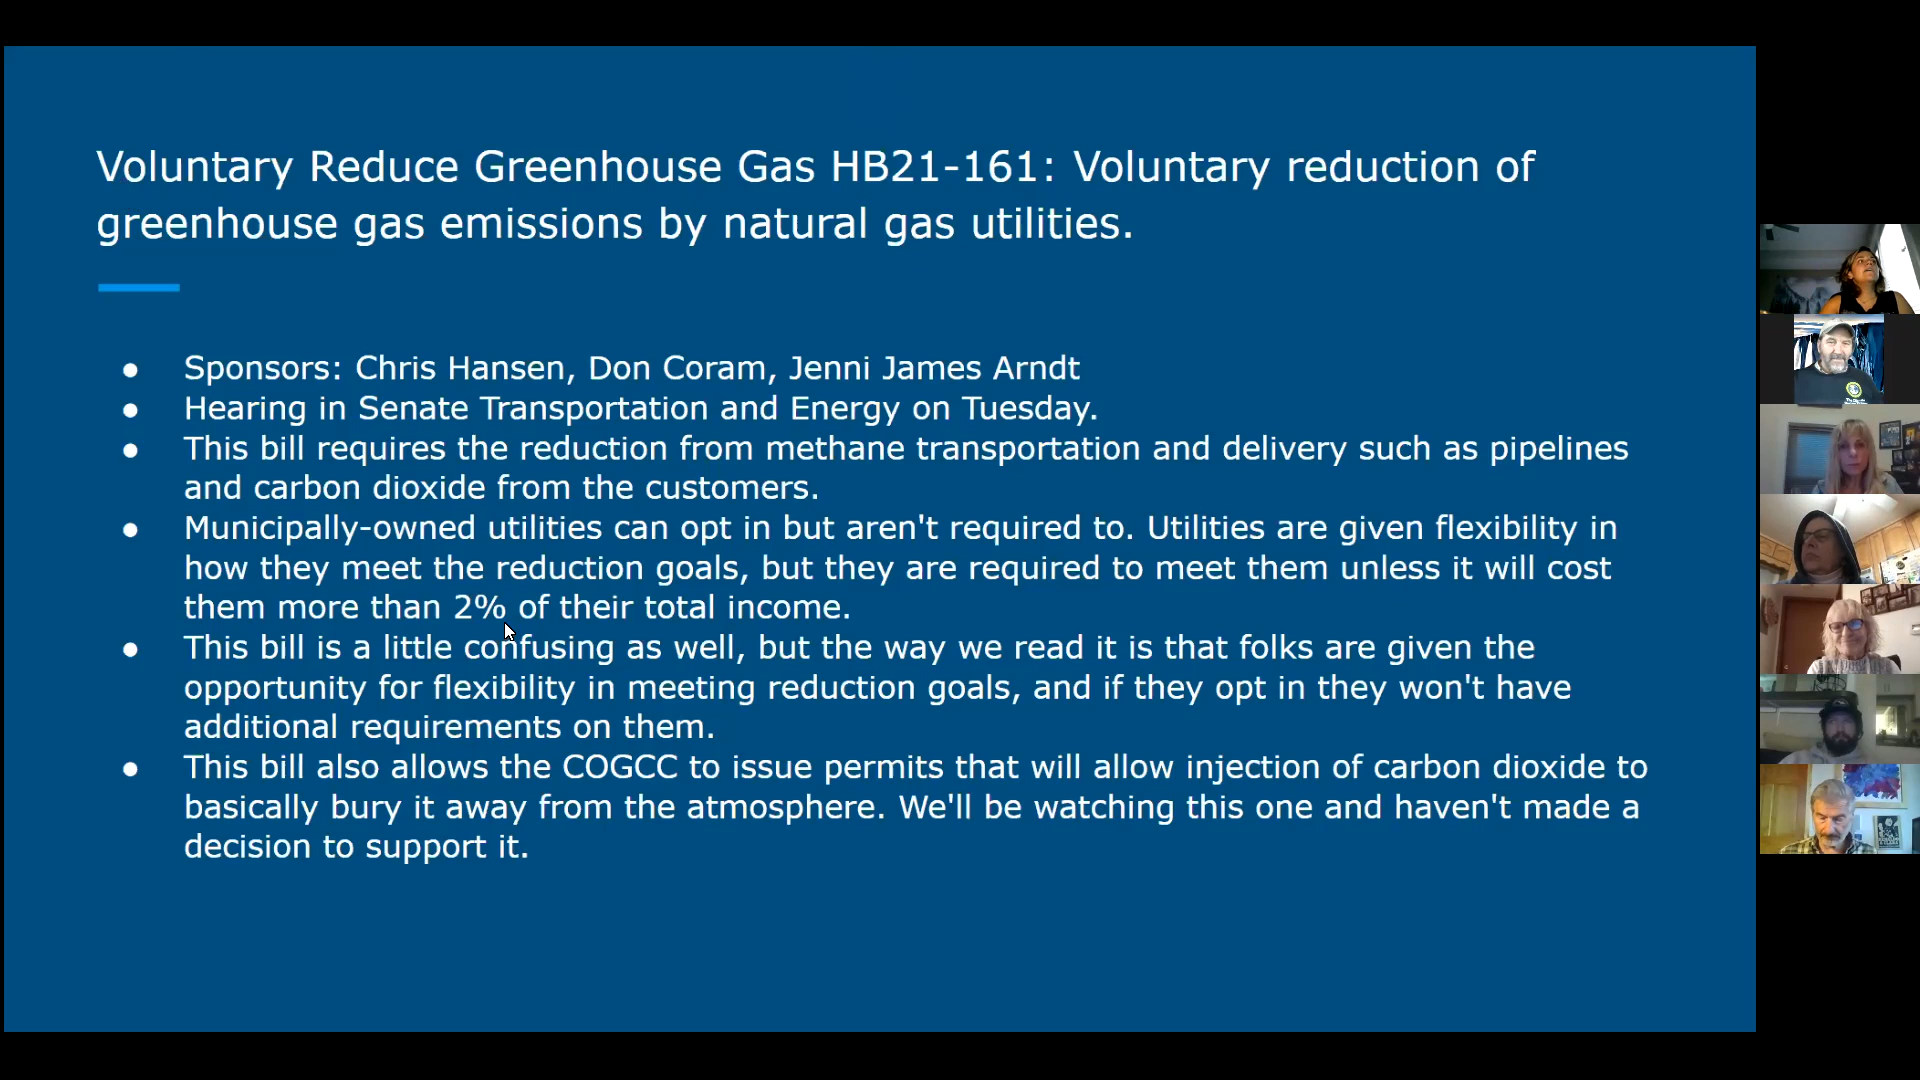 Voluntary Reduce Greenhouse Gas HB21-161: Voluntary reduction of
greenhouse gas emissions by natural gas utilities.
● Sponsors: Chris Hansen, Don Coram, Jenni James Arndt
● Hearing in Senate Transportation and Energy on Tuesday.
● This bill requires the reduction from methane transportation and delivery such as pipelines
and carbon dioxide from the customers.
● Municipally-owned utilities can opt in but aren't required to. Utilities are given flexibility in
how they meet the reduction goals, but they are required to meet them unless it will cost
them more than 2% of their total income.
● This bill is a little confusing as well, but the way we read it is that folks are given the
opportunity for flexibility in meeting reduction goals, and if they opt in they won't have
additional requirements on them.
● This bill also allows the COGCC to issue permits that will allow injection of carbon dioxide to
basically bury it away from the atmosphere. We'll be watching this one and haven't made a
decision to support it.